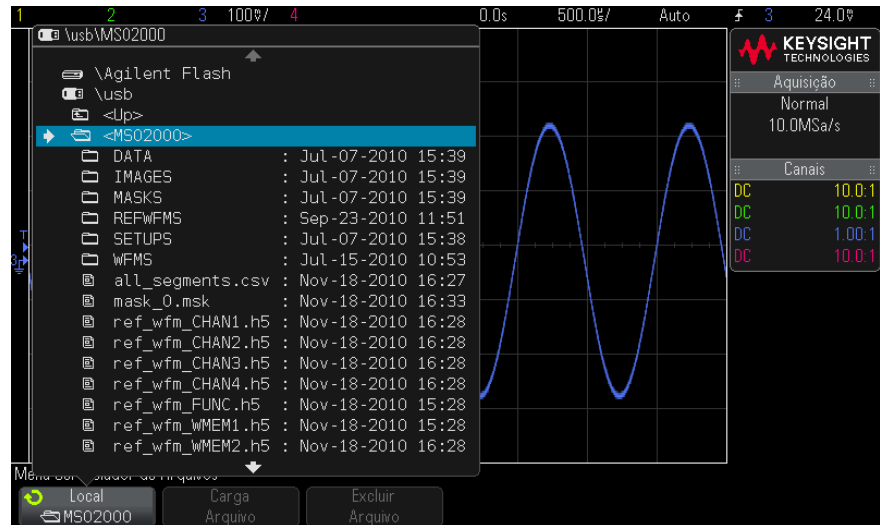 1 2 3 100V/ 4 0.0s 500.0%/ Auto 3 24.0V
\usb\MSO2000
\Agilent Flash
\usb
<Up>
<MSO2000>
DATA : Jul-07-2010 15:39
IMAGES : Jul-07-2010 15:39
MASKS : Jul-07-2010 15:39
REFWFMS : Sep-23-2010 11:51
SETUPS : Jul-07-2010 15:38
WFMS : Jul-15-2010 10:53
all_segments.csv : Nov-18-2010 16:27
mask_0.msk : Nov-18-2010 16:33
ref_wfm_CHAN1.h5 : Nov-18-2010 16:28
ref_wfm_CHAN2.h5 : Nov-18-2010 16:28
ref_wfm_CHAN3.h5 : Nov-18-2010 16:28
ref_wfm_CHAN4.h5 : Nov-18-2010 16:28
ref_wfm_FUNC.h5 : Nov-18-2010 15:28
ref_wfm_WMEM1.h5 : Nov-18-2010 15:28
ref_wfm_WMEM2.h5 : Nov-18-2010 16:28
T
3
KEYSIGHT
TECHNOLOGIES
Aquisição
Normal
10.0MSa/s
Canais
DC 10.0:1
DC 10.0:1
DC 1.00:1
DC 10.0:1
Local
MSO2000
Carga
Arquivo
Excluir
Arquivo